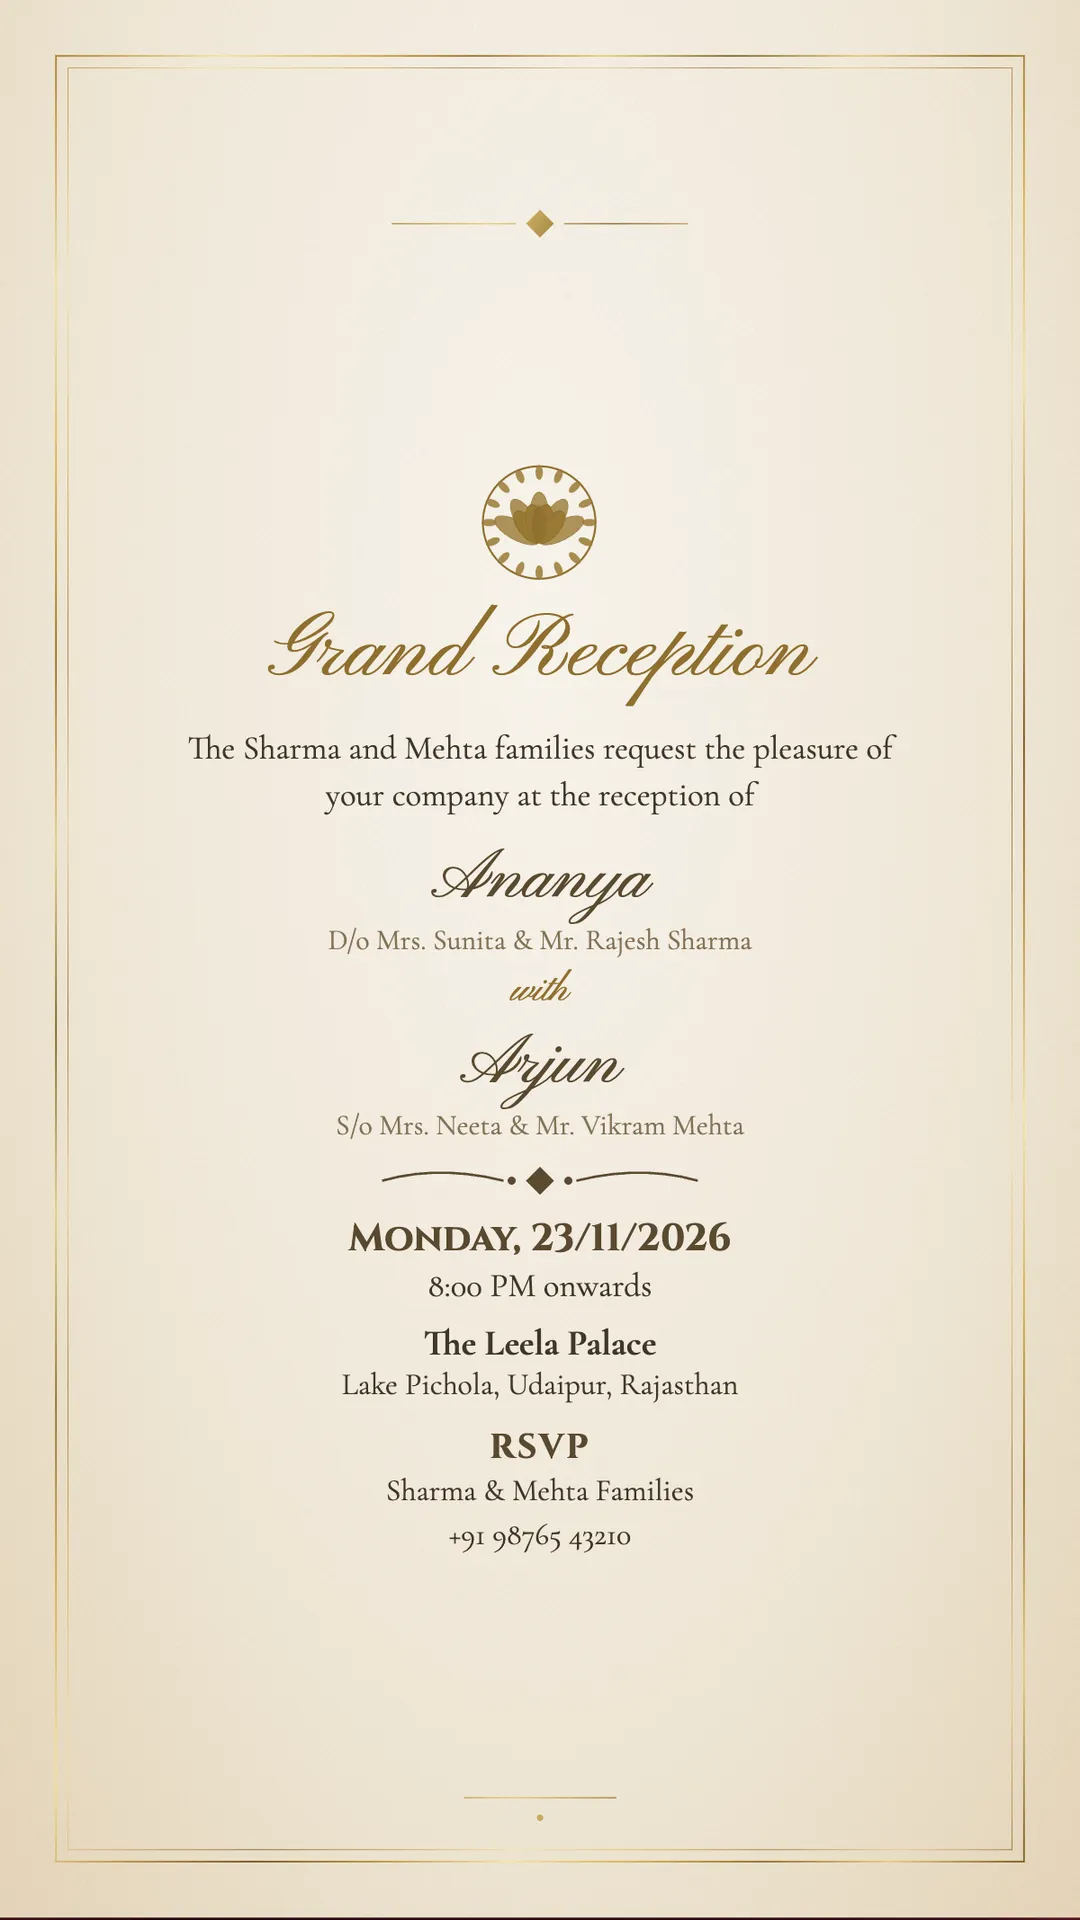 Grand Reception
The Sharma and Mehta families request the pleasure of
your company at the reception of
Ananya
D/o Mrs. Sunita & Mr. Rajesh Sharma
with
Arjun
S/o Mrs. Neeta & Mr. Vikram Mehta
Monday, 23/11/2026
8:00 PM onwards
The Leela Palace
Lake Pichola, Udaipur, Rajasthan
RSVP
Sharma & Mehta Families
+91 98765 43210